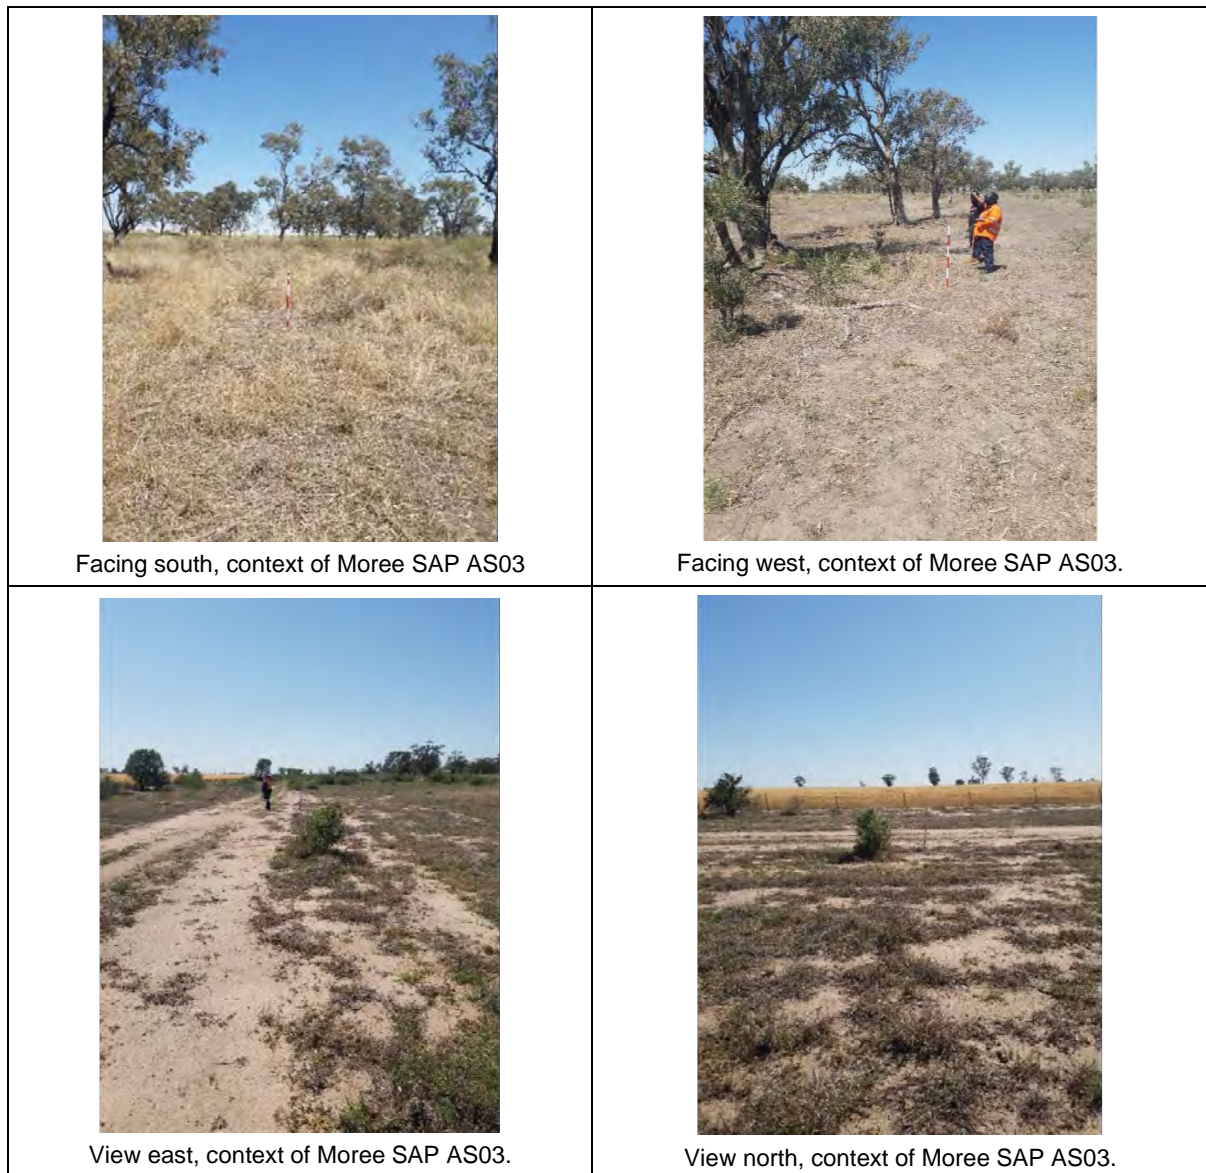 Facing south, context of Moree SAP AS03
Facing west, context of Moree SAP AS03.
View east, context of Moree SAP AS03.
View north, context of Moree SAP AS03.